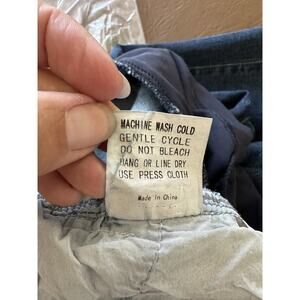 MACHINE WASH COLD
GENTLE CYCLE
DO NOT BLEACH
HANG OR LINE DRY
USE PRESS CLOTH
Made in China